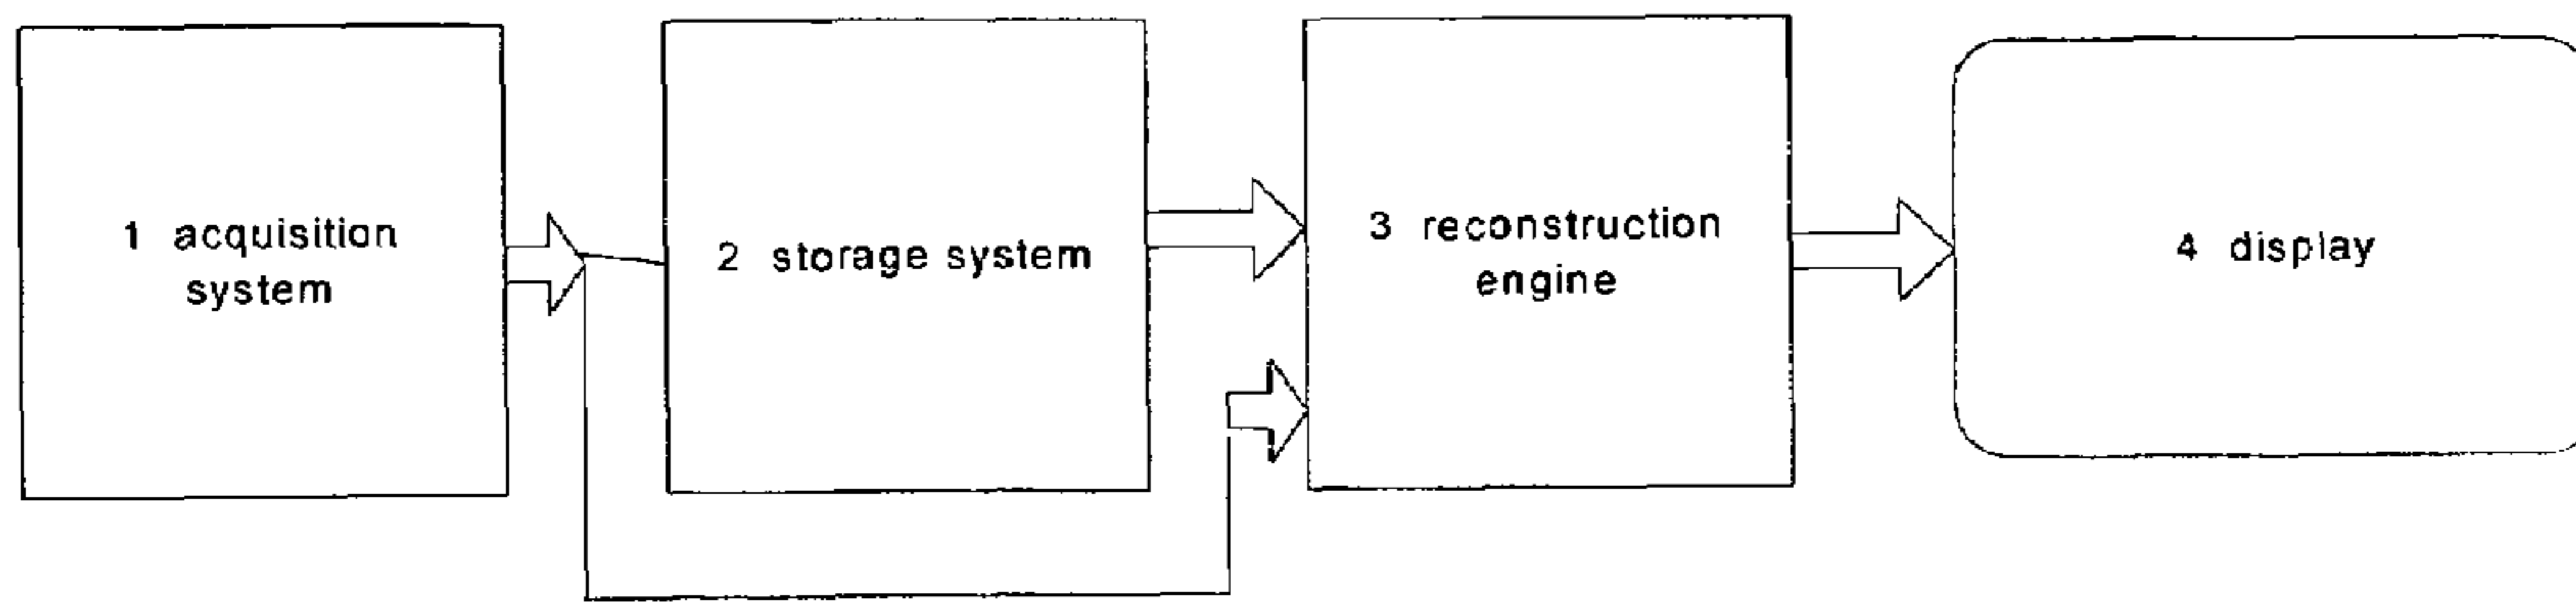 1 acquisition
system
2 storage system
3 reconstruction
engine
4 display